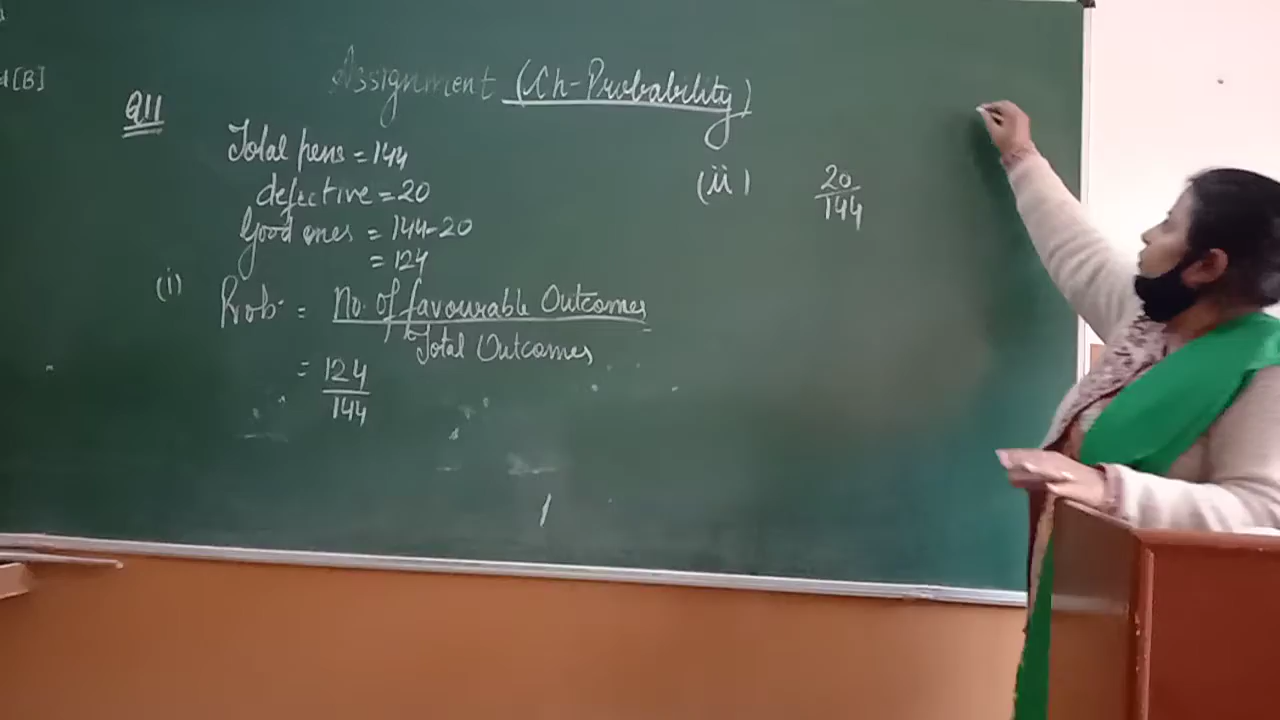 [B]
Assignment (Ch-Probability)
Q11
Total pens = 144
defective = 20
Good ones = 144-20
= 124
(i) Prob. = No. of favourable Outcomes
Total Outcomes
= 124
144
(ii) 20
144